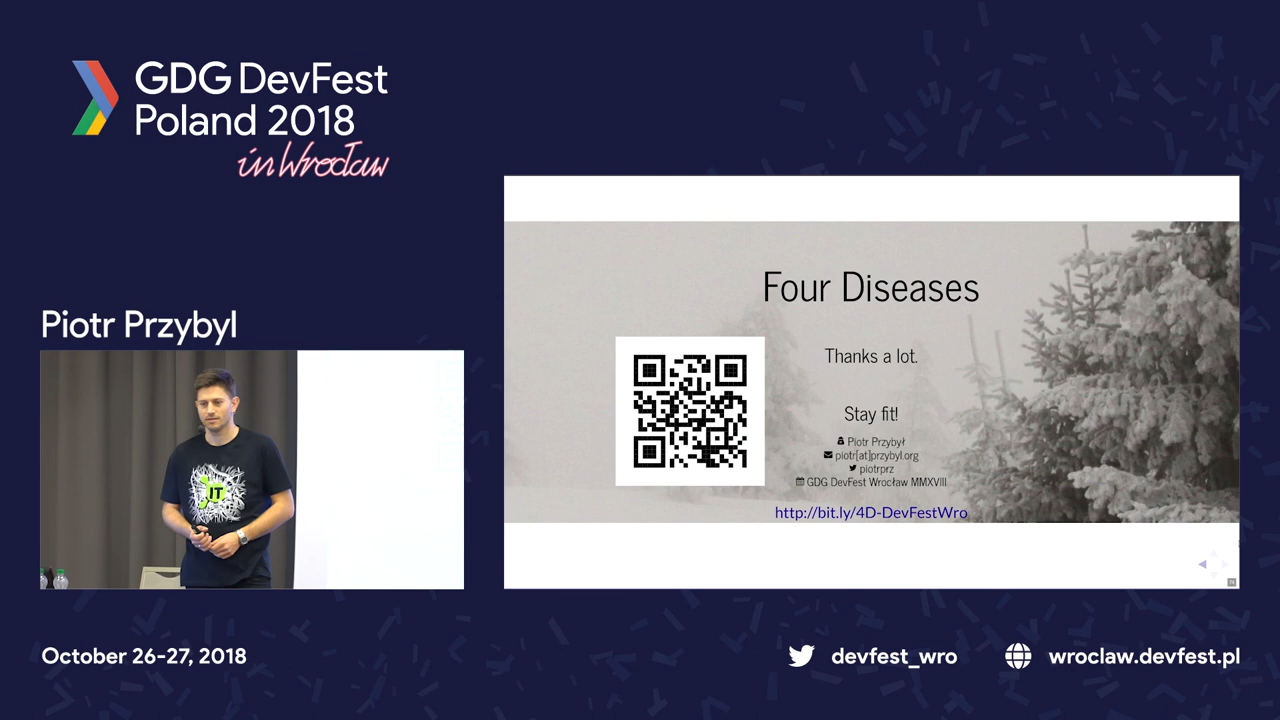 GDG DevFest
Poland 2018
in Wrocław
Piotr Przybyl
IT
Four Diseases
Thanks a lot.
Stay fit!
Piotr Przybył
piotr[at]przybyl.org
piotrprz
GDG DevFest Wrocław MMXVIII
http://bit.ly/4D-DevFestWro
October 26-27, 2018
devfest_wro
wroclaw.devfest.pl